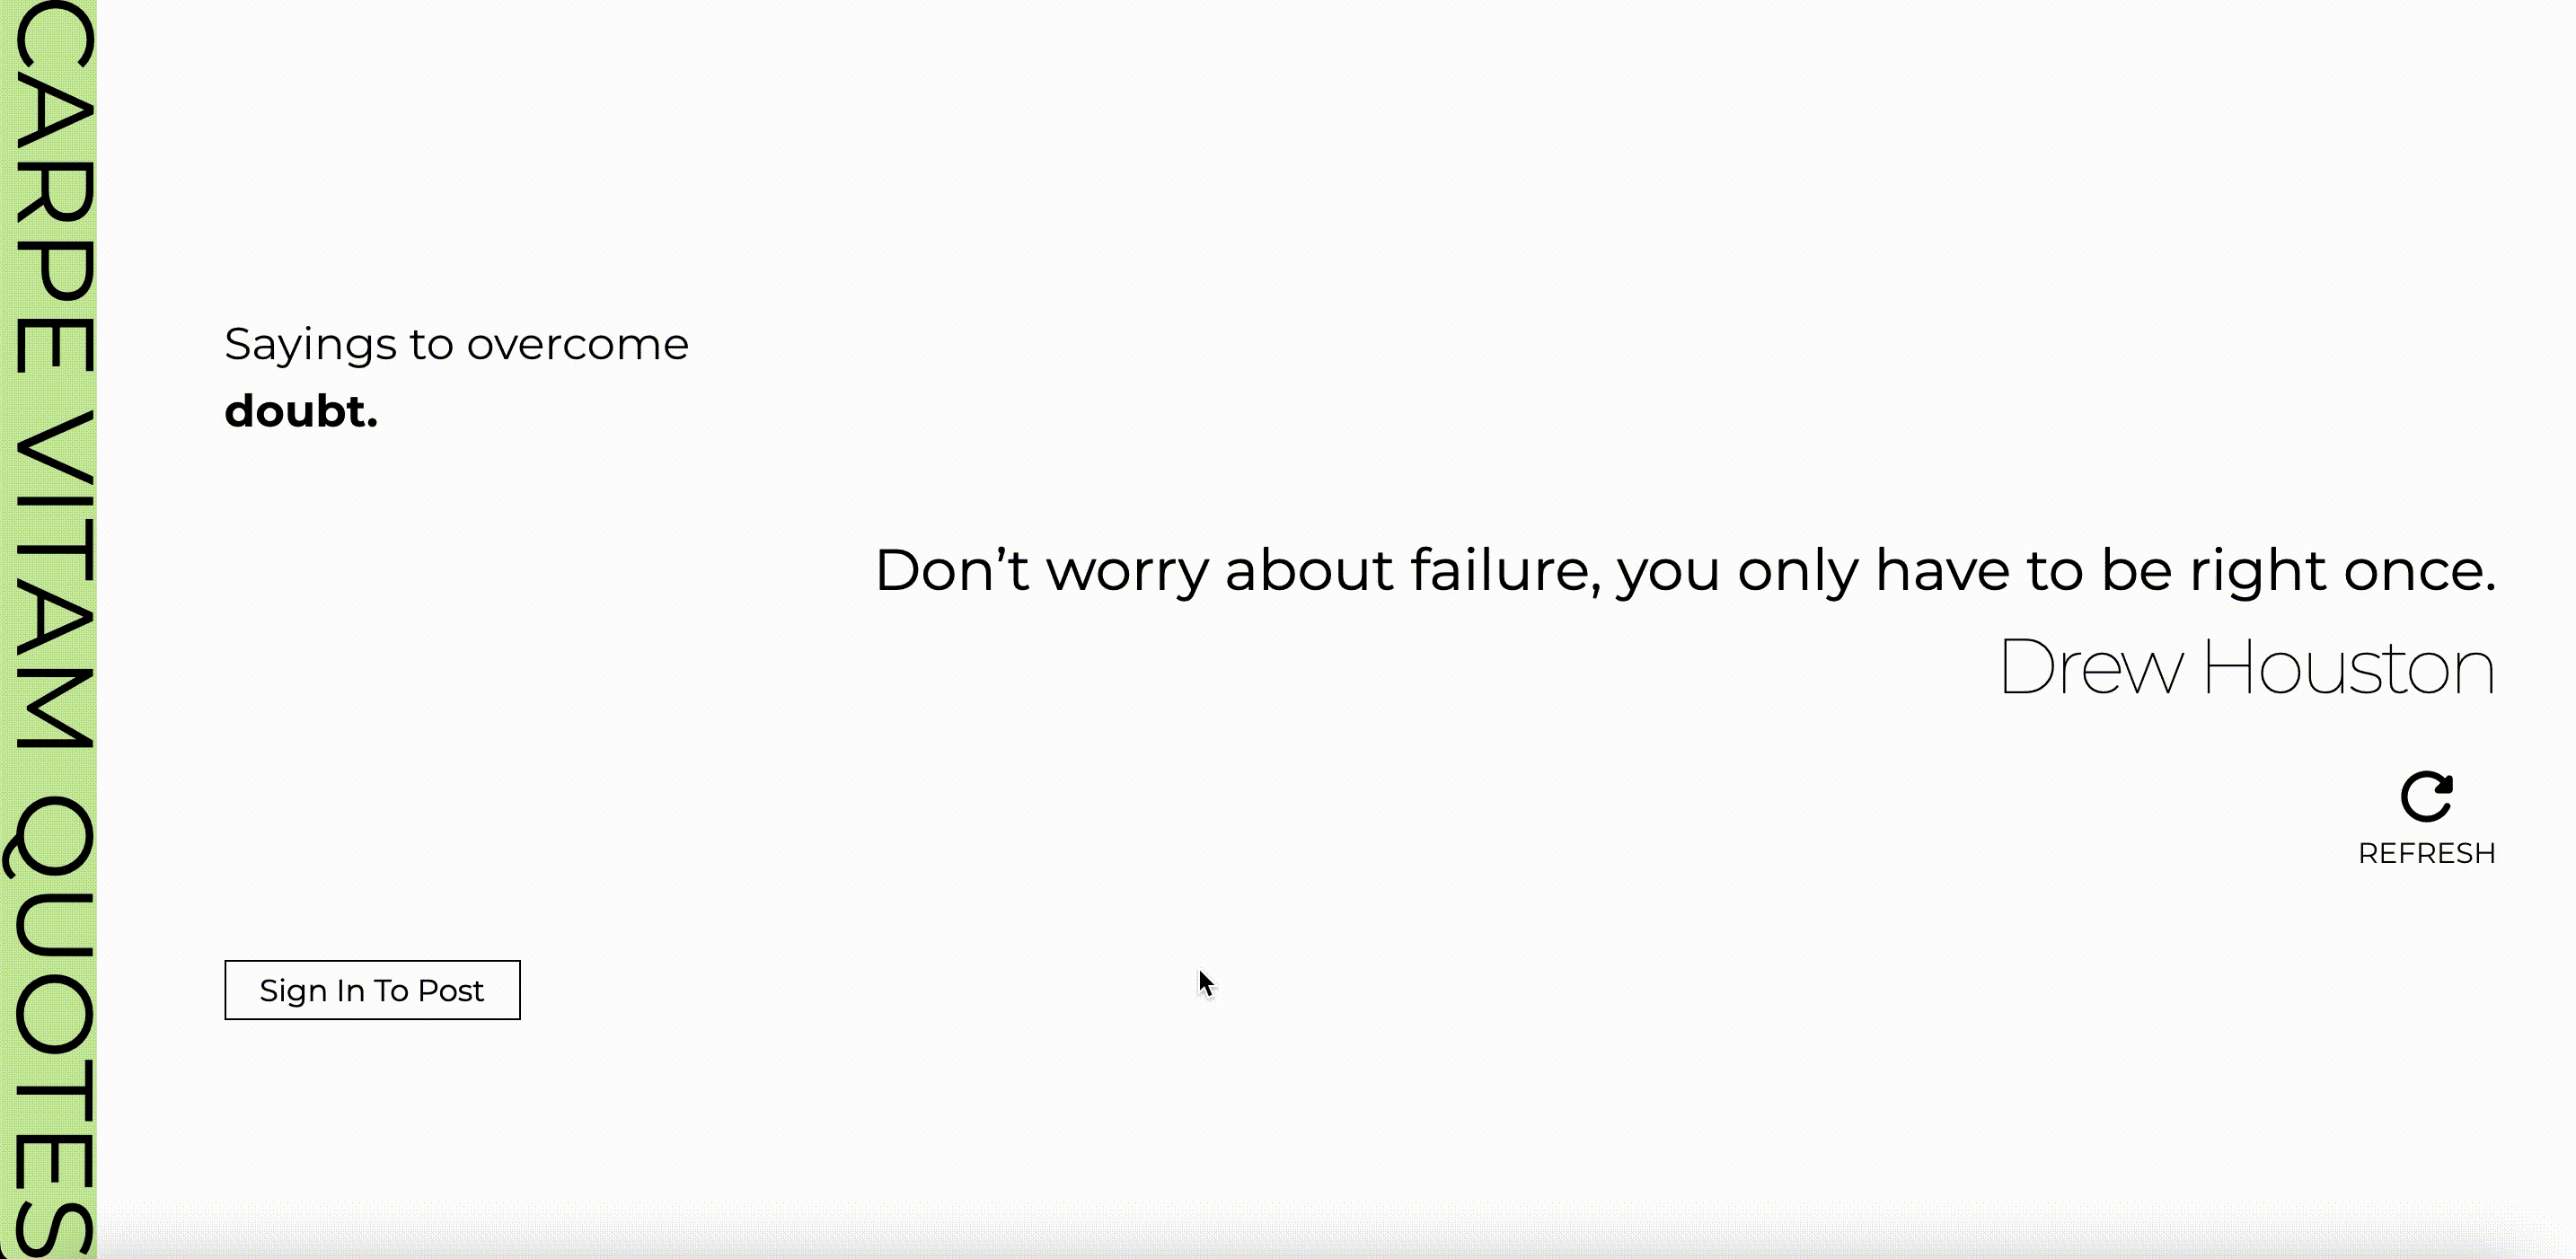 CARPE VITAM QUOTES
Sayings to overcome
doubt.
Don’t worry about failure, you only have to be right once.
Drew Houston
REFRESH
Sign In To Post